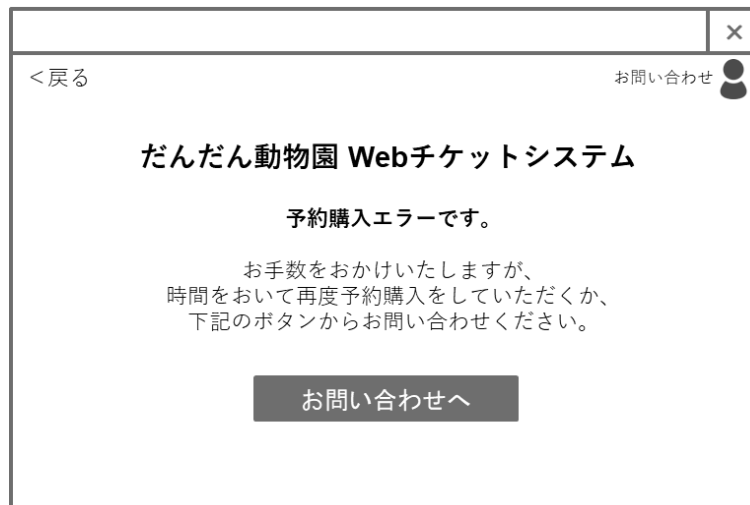 <戻る
お問い合わせ
だんだん動物園 Webチケットシステム
予約購入エラーです。
お手数をおかけいたしますが、
時間をおいて再度予約購入をしていただくか、
下記のボタンからお問い合わせください。
お問い合わせへ